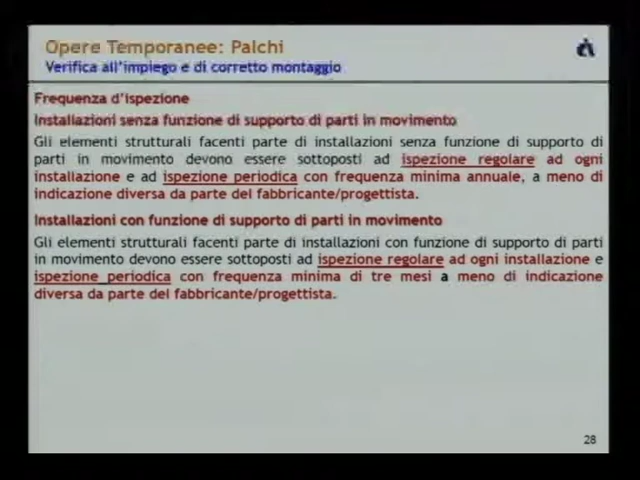 Opere Temporanee: Palchi
Verifica all'impiego e di corretto montaggio
Frequenza d'ispezione
Installazioni senza funzione di supporto di parti in movimento
Gli elementi strutturali facenti parte di installazioni senza funzione di supporto di
parti in movimento devono essere sottoposti ad ispezione regolare ad ogni
installazione e ad ispezione periodica con frequenza minima annuale, a meno di
indicazione diversa da parte del fabbricante/progettista.
Installazioni con funzione di supporto di parti in movimento
Gli elementi strutturali facenti parte di installazioni con funzione di supporto di parti
in movimento devono essere sottoposti ad ispezione regolare ad ogni installazione e
ispezione periodica con frequenza minima di tre mesi a meno di indicazione
diversa da parte del fabbricante/progettista.
28